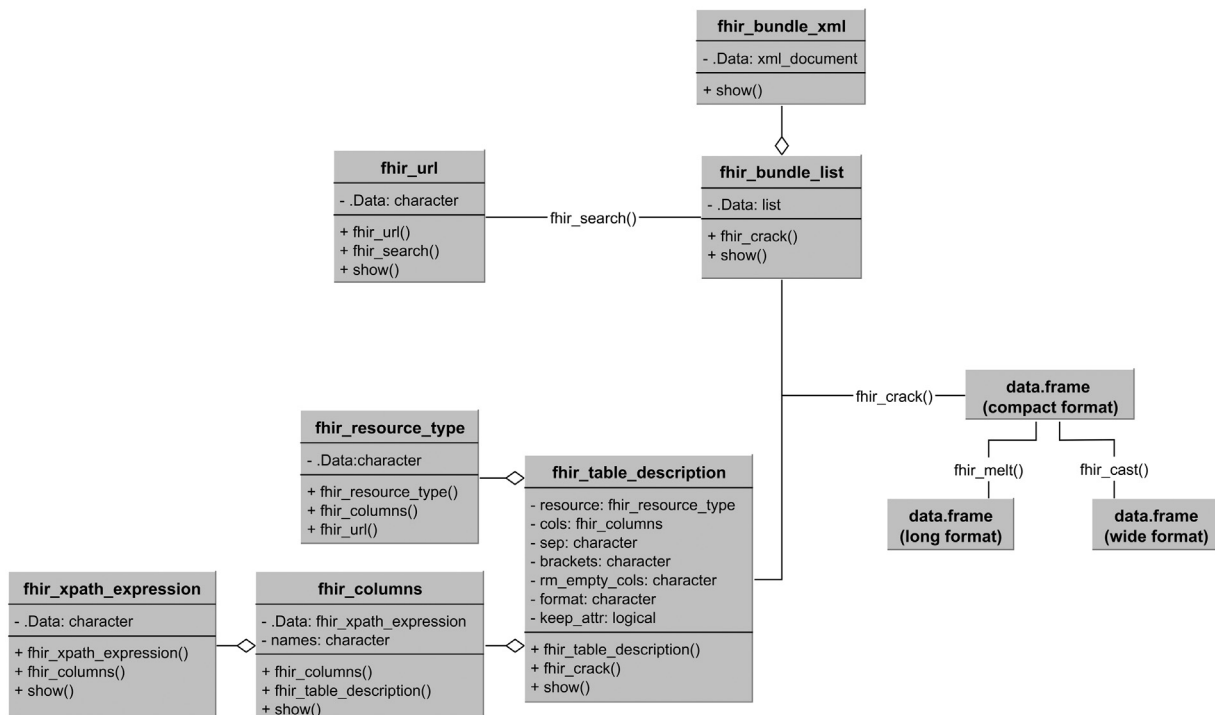 fhir_bundle_xml
- .Data: xml_document
+ show()
fhir_url
- .Data: character
+ fhir_url()
+ fhir_search()
+ show()
fhir_search()
fhir_bundle_list
- .Data: list
+ fhir_crack()
+ show()
fhir_crack()
data.frame
(compact format)
fhir_melt()
fhir_cast()
data.frame
(long format)
data.frame
(wide format)
fhir_resource_type
- .Data:character
+ fhir_resource_type()
+ fhir_columns()
+ fhir_url()
fhir_table_description
- resource: fhir_resource_type
- cols: fhir_columns
- sep: character
- brackets: character
- rm_empty_cols: character
- format: character
- keep_attr: logical
+ fhir_table_description()
+ fhir_crack()
+ show()
fhir_xpath_expression
- .Data: character
+ fhir_xpath_expression()
+ fhir_columns()
+ show()
fhir_columns
- .Data: fhir_xpath_expression
- names: character
+ fhir_columns()
+ fhir_table_description()
+ show()